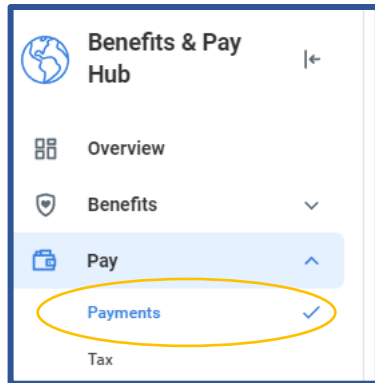 Benefits & Pay
Hub
Overview
Benefits
Pay
Payments
Tax